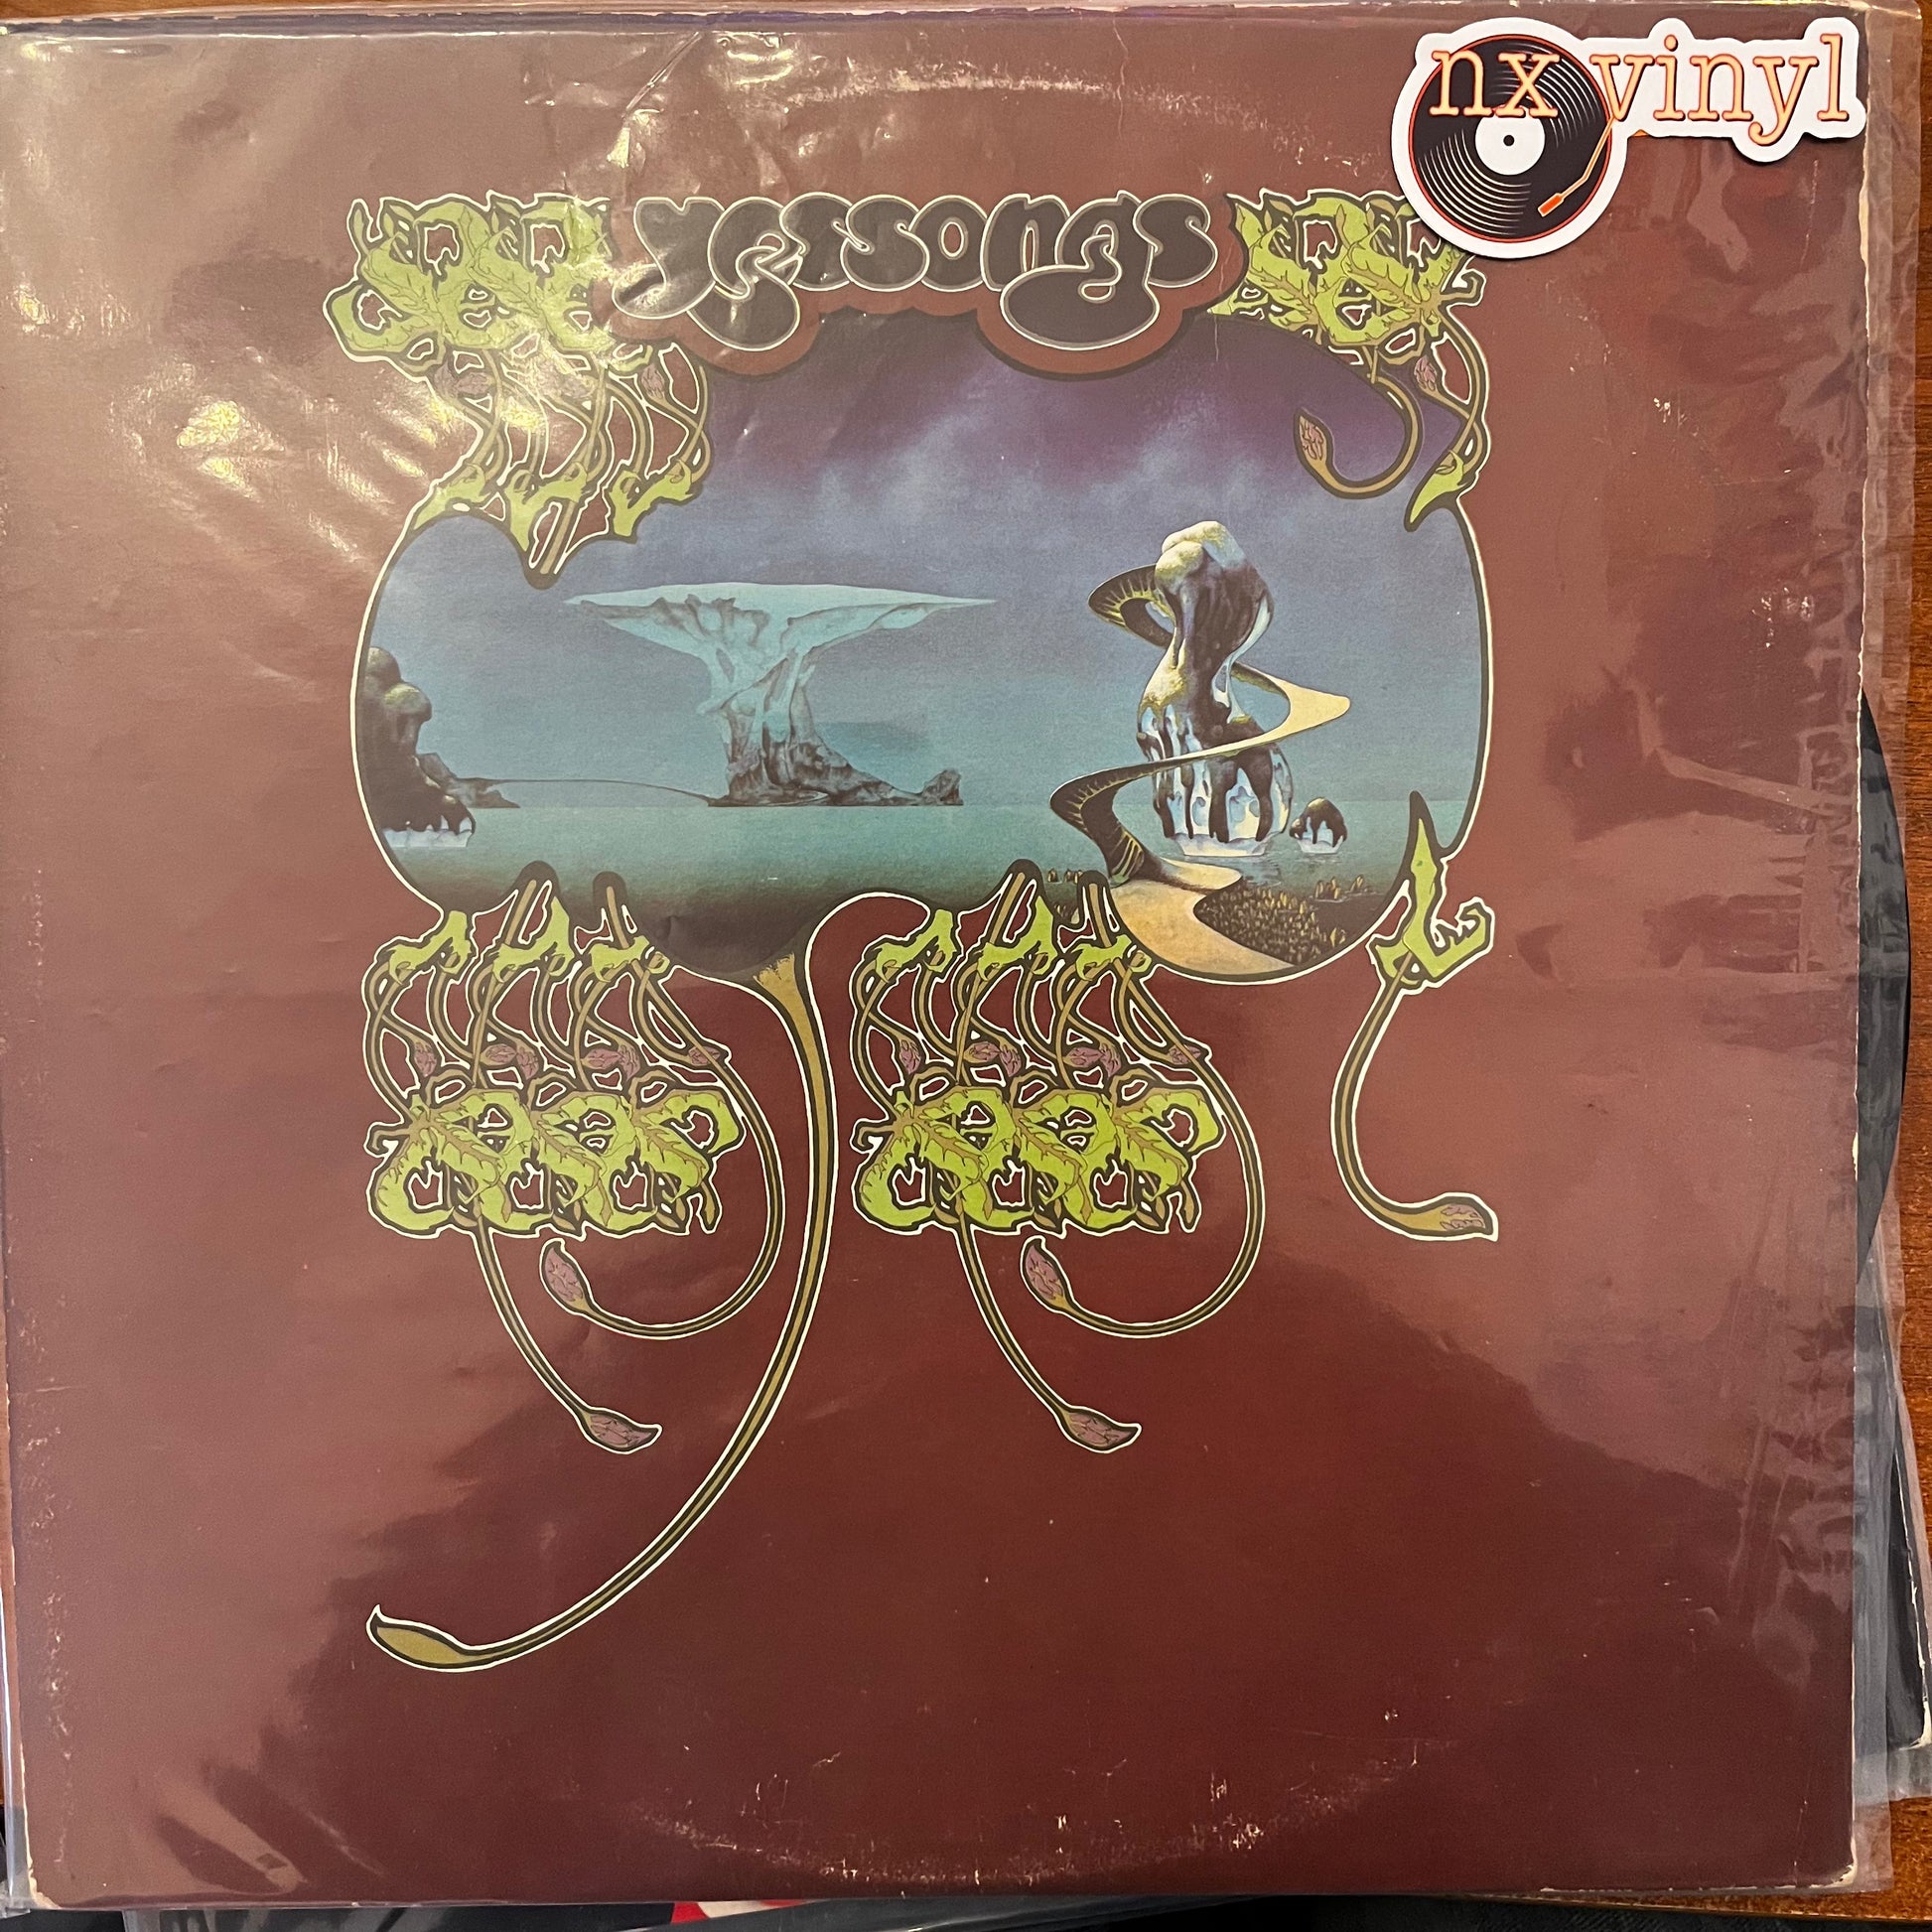 nx vinyl
yessongs